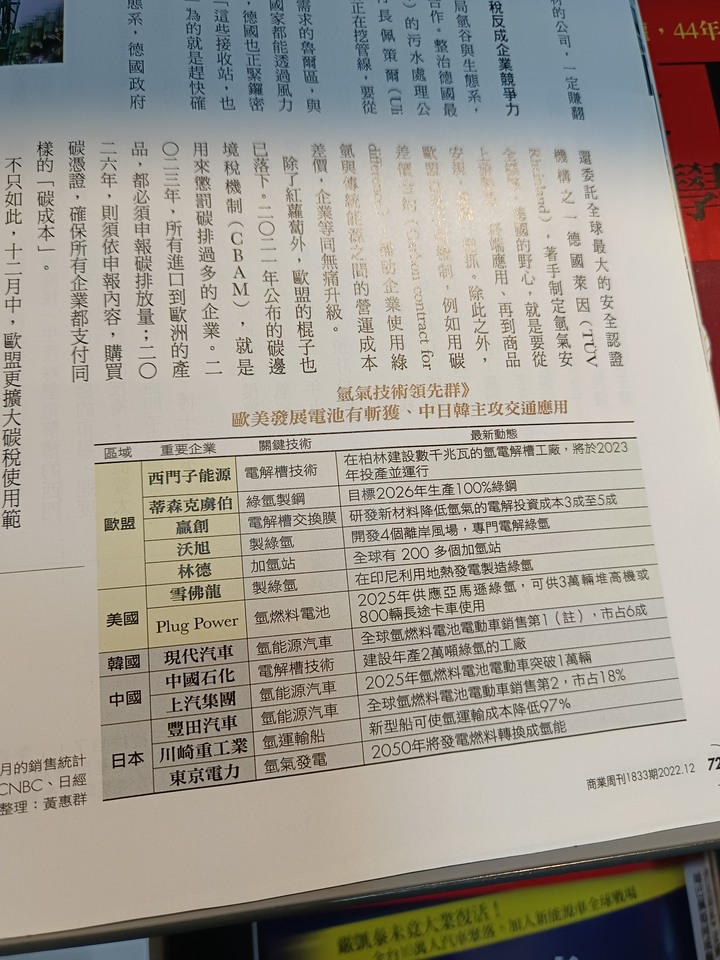 材的公司，一定賺翻
稅反成企業競爭力
局氫谷與生態系，
合作。整治德國最
）的污水處理公
行長佩策爾（Uli
正在挖管線，要從
需求的魯爾區，與
國家都能透過風力
，德國也正緊鑼密
「這些接收站，也
為的就是趕快確
態系，德國政府
還委託全球最大的安全認證
機構之一德國萊因（TÜV
Rheinland），著手制定氫氣安
德國的野心，就是要從
終端應用、再到商品
安規，抓。除此之外，
歐盟機制，例如用碳
差價合約（Carbon contract for
difference），補助企業使用綠
氫與傳統能源之間的營運成本
差價，企業等同無痛升級。
除了紅蘿蔔外，歐盟的棍子也
已落下。二〇二一年公布的碳邊
境稅機制（CBAM），就是
用來懲罰碳排過多的企業。二
〇二三年，所有進口到歐洲的產
品，都必須申報碳排放量；二〇
二六年，則須依申報內容，購買
碳憑證，確保所有企業都支付同
樣的「碳成本」。
不只如此，十二月中，歐盟更擴大碳稅使用範
氫氣技術領先群》
歐美發展電池有斬獲、中日韓主攻交通應用
區域 重要企業 關鍵技術 最新動態
歐盟 西門子能源 電解槽技術 在柏林建設數千兆瓦的氫電解槽工廠，將於2023
年投產並運行
蒂森克虜伯 綠氫製鋼 目標2026年生產100%綠鋼
贏創 電解槽交換膜 研發新材料降低氫氣的電解投資成本3成至5成
沃旭 製綠氫 開發4個離岸風場，專門電解綠氫
林德 加氫站 全球有 200 多個加氫站
美國 雪佛龍 製綠氫 在印尼利用地熱發電製造綠氫
Plug Power 氫燃料電池 2025年供應亞馬遜綠氫，可供3萬輛堆高機或
800輛長途卡車使用
韓國 現代汽車 氫能源汽車 全球氫燃料電池電動車銷售第1（註），市占6成
中國 中國石化 電解槽技術 建設年產2萬噸綠氫的工廠
上汽集團 氫能源汽車 2025年氫燃料電池電動車突破1萬輛
日本 豐田汽車 氫能源汽車 全球氫燃料電池電動車銷售第2，市占18%
川崎重工業 氫運輸船 新型船可使氫運輸成本降低97%
東京電力 氫氣發電 2050年將發電燃料轉換成氫能
月的銷售統計
CNBC、日經
整理：黃惠群
商業周刊1833期2022.12 72
，44年
嚴凱泰未竟大業復活！